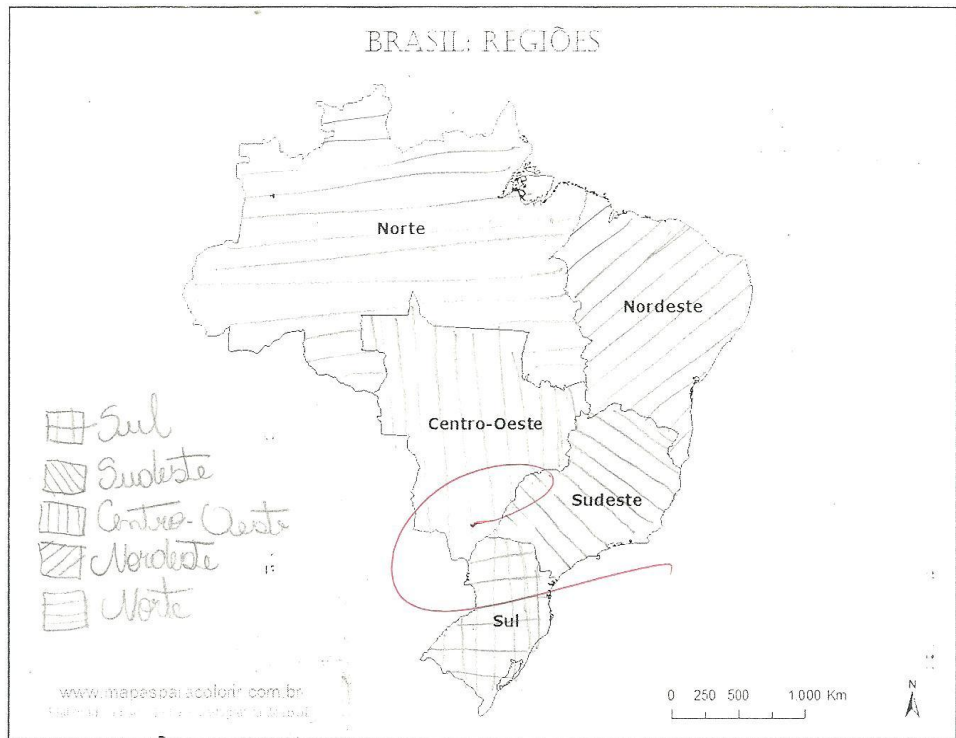 BRASIL: REGIÕES
Norte
Nordeste
Centro-Oeste
Sudeste
Sul
Sul
Sudeste
Centro-Oeste
Nordeste
Norte
www.mapasparacolorir.com.br
0 250 500 1.000 Km
N